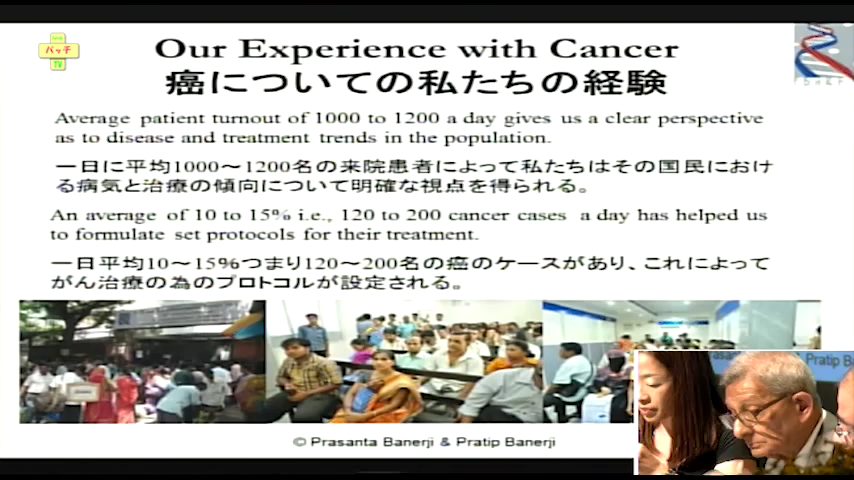 バッチ
TV
Our Experience with Cancer
癌についての私たちの経験
Average patient turnout of 1000 to 1200 a day gives us a clear perspective
as to disease and treatment trends in the population.
一日に平均1000～1200名の来院患者によって私たちはその国民におけ
る病気と治療の傾向について明確な視点を得られる。
An average of 10 to 15% i.e., 120 to 200 cancer cases a day has helped us
to formulate set protocols for their treatment.
一日平均10～15%つまり120～200名の癌のケースがあり、これによって
がん治療の為のプロトコルが設定される。
© Prasanta Banerji & Pratip Banerji